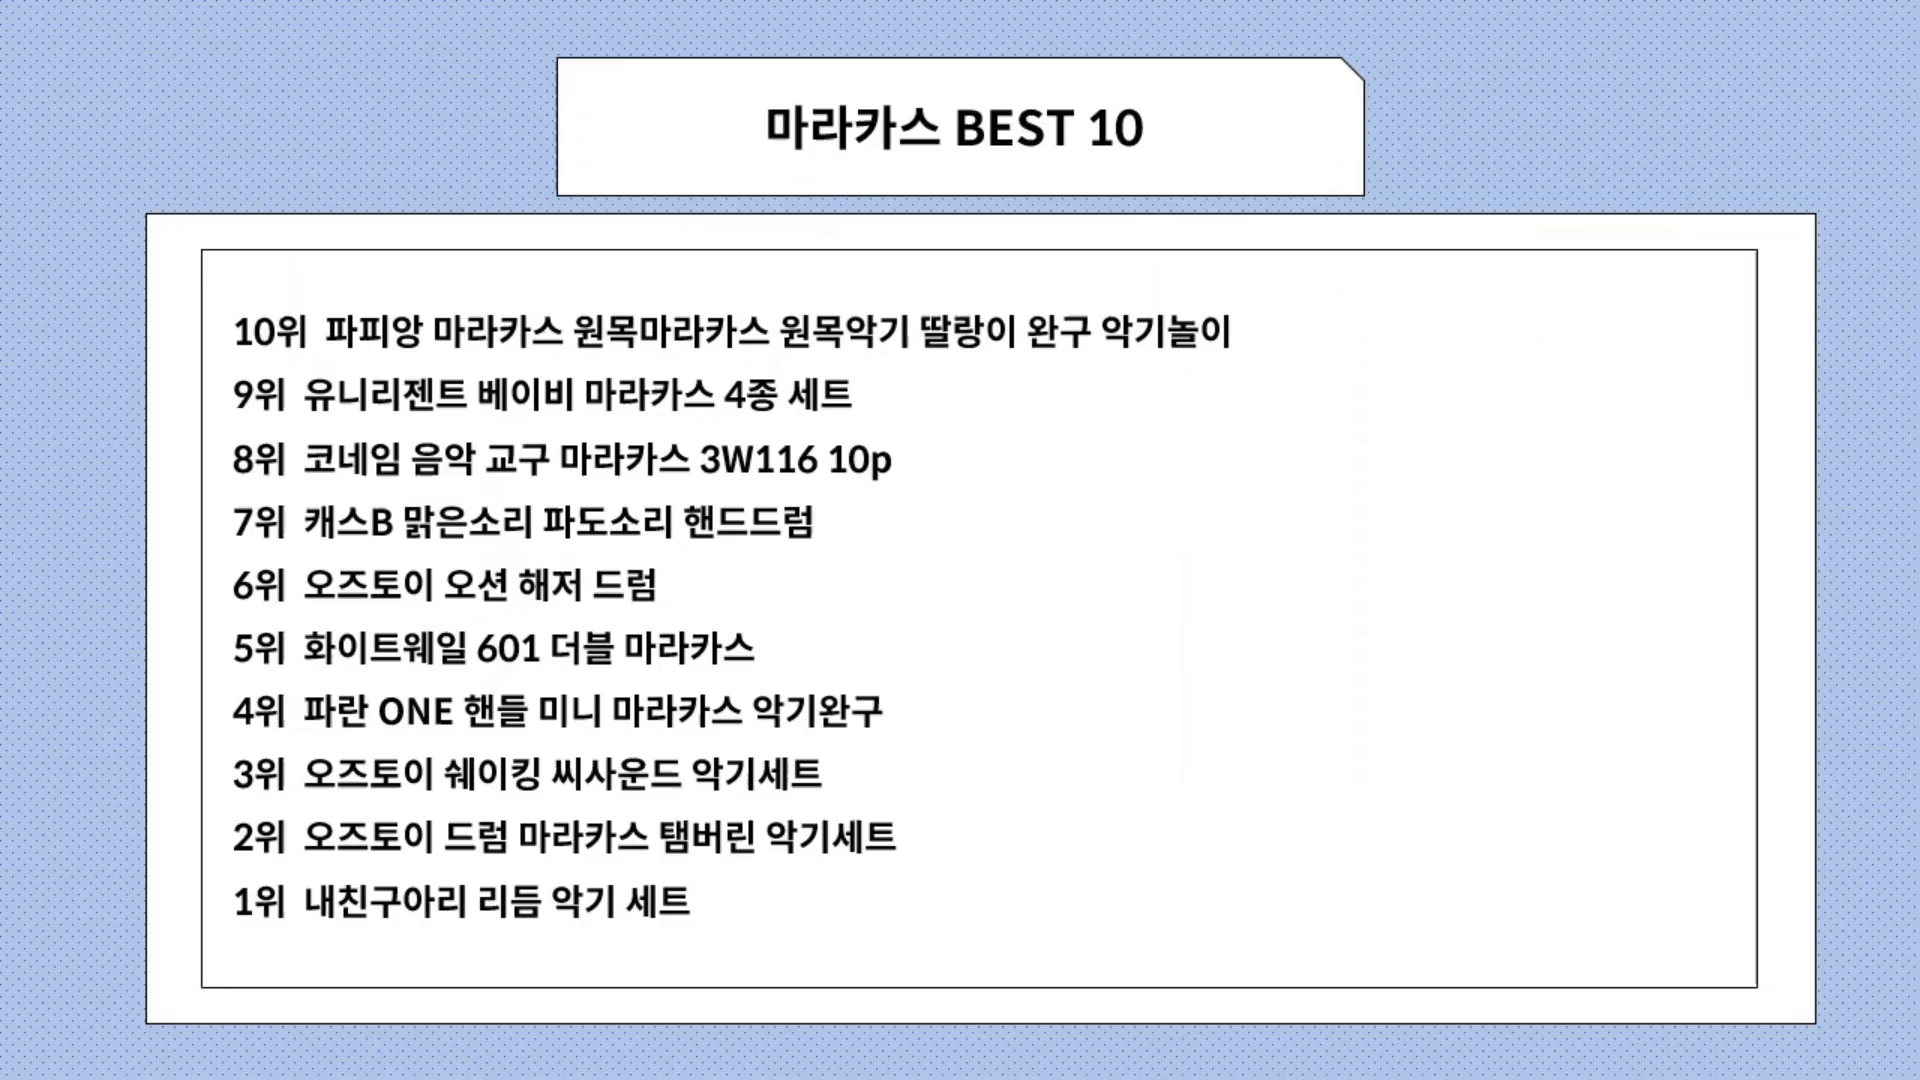 마라카스 BEST 10
10위 파피앙 마라카스 원목마라카스 원목악기 딸랑이 완구 악기놀이
9위 유니리젠트 베이비 마라카스 4종 세트
8위 코네임 음악 교구 마라카스 3W116 10p
7위 캐스B 맑은소리 파도소리 핸드드럼
6위 오즈토이 오션 해저 드럼
5위 화이트웨일 601 더블 마라카스
4위 파란 ONE 핸들 미니 마라카스 악기완구
3위 오즈토이 쉐이킹 씨사운드 악기세트
2위 오즈토이 드럼 마라카스 탬버린 악기세트
1위 내친구아리 리듬 악기 세트